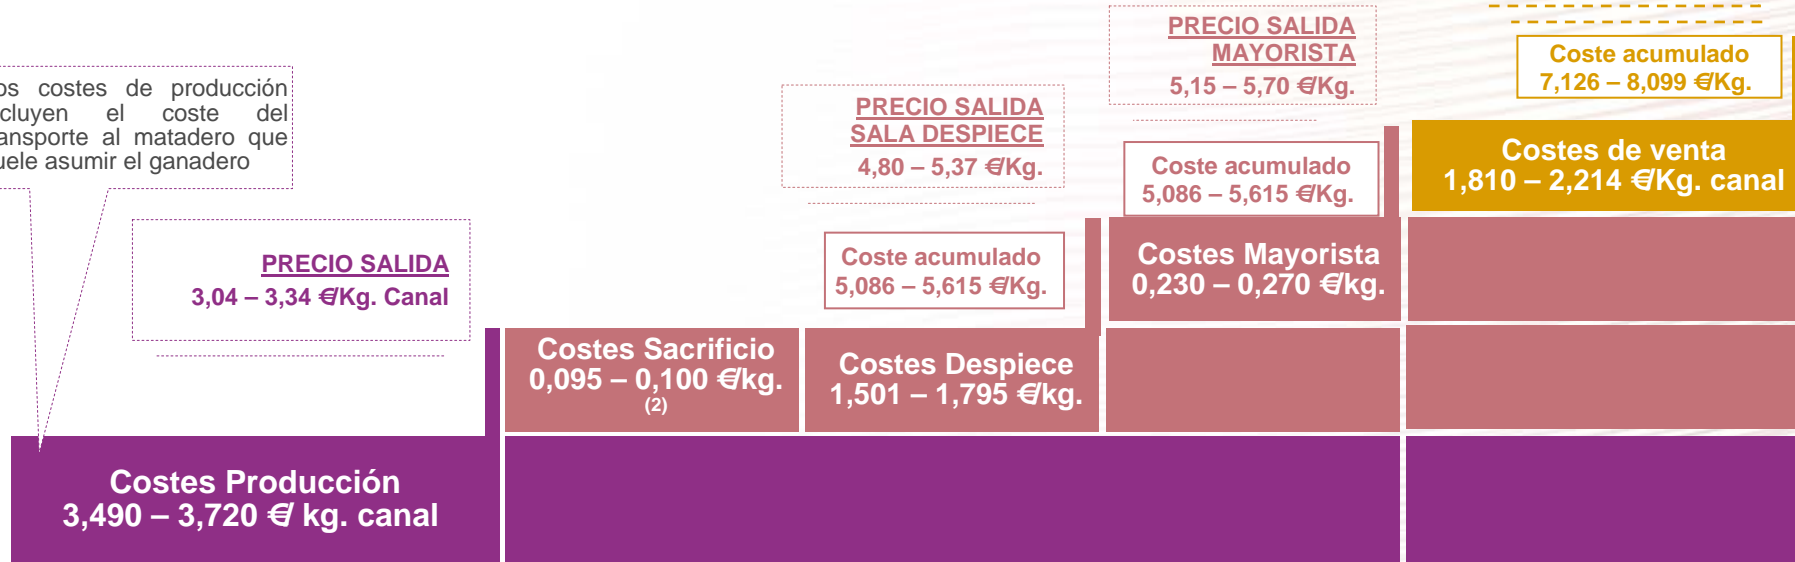 costes de producción
el coste del
al matadero que
asumir el ganadero
PRECIO SALIDA
3,04 – 3,34 €/Kg. Canal
Costes Producción
3,490 – 3,720 €/ kg. canal
Costes Sacrificio
0,095 – 0,100 €/kg.
(2)
PRECIO SALIDA
SALA DESPIECE
4,80 – 5,37 €/Kg.
Coste acumulado
5,086 – 5,615 €/Kg.
Costes Despiece
1,501 – 1,795 €/kg.
PRECIO SALIDA
MAYORISTA
5,15 – 5,70 €/Kg.
Coste acumulado
5,086 – 5,615 €/Kg.
Costes Mayorista
0,230 – 0,270 €/kg.
Coste acumulado
7,126 – 8,099 €/Kg.
Costes de venta
1,810 – 2,214 €/Kg. canal